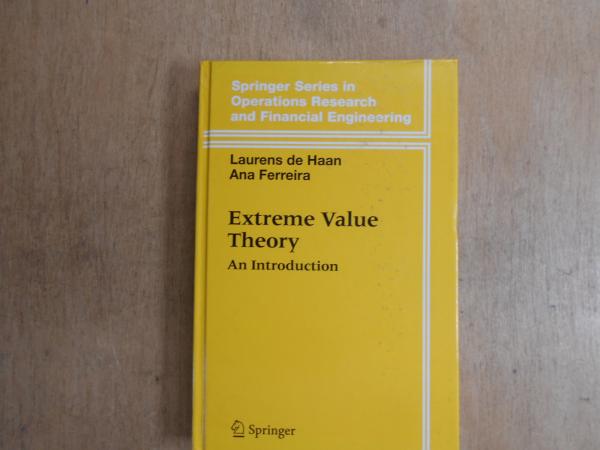 Springer Series in
Operations Research
and Financial Engineering
Laurens de Haan
Ana Ferreira
Extreme Value
Theory
An Introduction
Springer